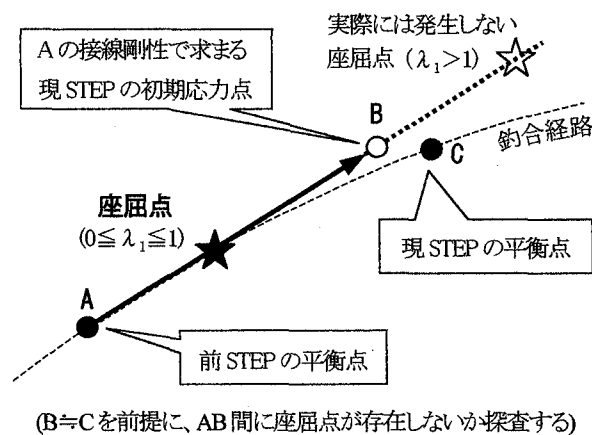 Aの接線剛性で求まる
現STEPの初期応力点
実際には発生しない
座屈点（λ₁>1）
B
釣合経路
C
座屈点
(0≦λ₁≦1)
現STEPの平衡点
A
前STEPの平衡点
(B≒Cを前提に、AB間に座屈点が存在しないか探査する)